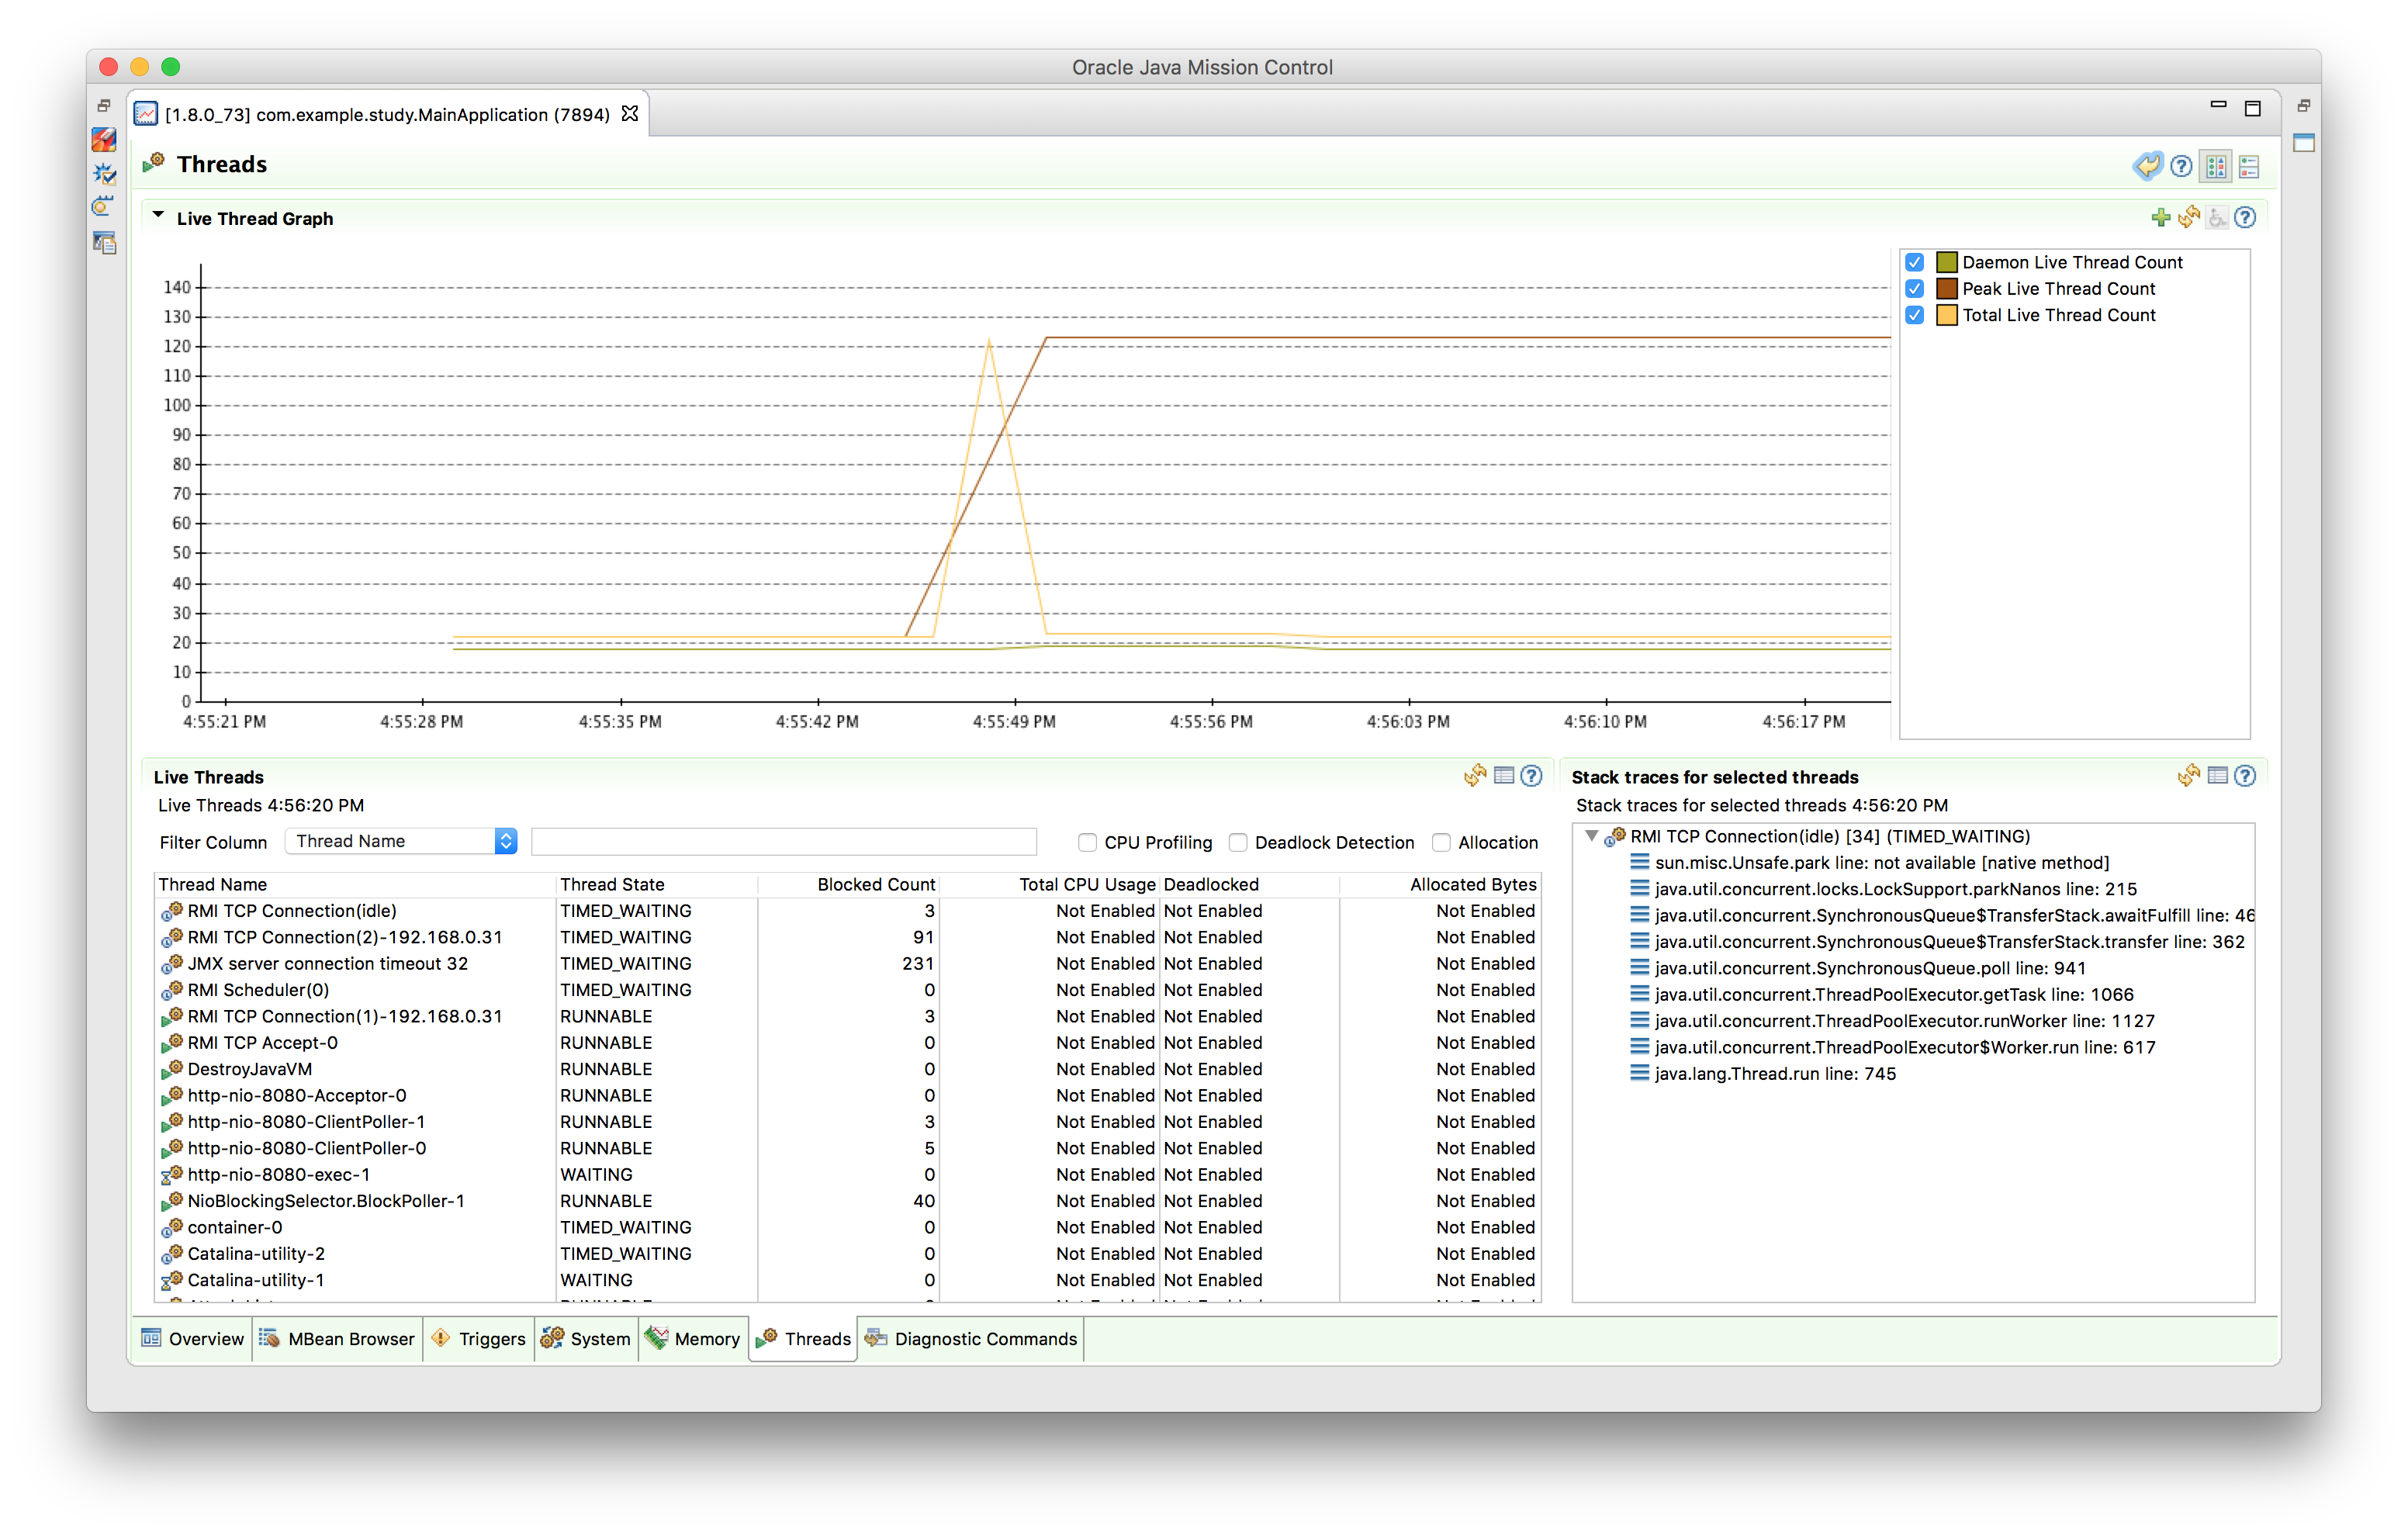 Oracle Java Mission Control
[1.8.0_73] com.example.study.MainApplication (7894)
Threads
Live Thread Graph
140
130
120
110
100
90
80
70
60
50
40
30
20
10
0
4:55:21 PM 4:55:28 PM 4:55:35 PM 4:55:42 PM 4:55:49 PM 4:55:56 PM 4:56:03 PM 4:56:10 PM 4:56:17 PM
Daemon Live Thread Count
Peak Live Thread Count
Total Live Thread Count
Live Threads
Live Threads 4:56:20 PM
Filter Column Thread Name CPU Profiling Deadlock Detection Allocation
Thread Name Thread State Blocked Count Total CPU Usage Deadlocked Allocated Bytes
RMI TCP Connection(idle) TIMED_WAITING 3 Not Enabled Not Enabled Not Enabled
RMI TCP Connection(2)-192.168.0.31 TIMED_WAITING 91 Not Enabled Not Enabled Not Enabled
JMX server connection timeout 32 TIMED_WAITING 231 Not Enabled Not Enabled Not Enabled
RMI Scheduler(0) TIMED_WAITING 0 Not Enabled Not Enabled Not Enabled
RMI TCP Connection(1)-192.168.0.31 RUNNABLE 3 Not Enabled Not Enabled Not Enabled
RMI TCP Accept-0 RUNNABLE 0 Not Enabled Not Enabled Not Enabled
DestroyJavaVM RUNNABLE 0 Not Enabled Not Enabled Not Enabled
http-nio-8080-Acceptor-0 RUNNABLE 0 Not Enabled Not Enabled Not Enabled
http-nio-8080-ClientPoller-1 RUNNABLE 3 Not Enabled Not Enabled Not Enabled
http-nio-8080-ClientPoller-0 RUNNABLE 5 Not Enabled Not Enabled Not Enabled
http-nio-8080-exec-1 WAITING 0 Not Enabled Not Enabled Not Enabled
NioBlockingSelector.BlockPoller-1 RUNNABLE 40 Not Enabled Not Enabled Not Enabled
container-0 TIMED_WAITING 0 Not Enabled Not Enabled Not Enabled
Catalina-utility-2 TIMED_WAITING 0 Not Enabled Not Enabled Not Enabled
Catalina-utility-1 WAITING 0 Not Enabled Not Enabled Not Enabled
Stack traces for selected threads
Stack traces for selected threads 4:56:20 PM
RMI TCP Connection(idle) [34] (TIMED_WAITING)
sun.misc.Unsafe.park line: not available [native method]
java.util.concurrent.locks.LockSupport.parkNanos line: 215
java.util.concurrent.SynchronousQueue$TransferStack.awaitFulfill line: 46
java.util.concurrent.SynchronousQueue$TransferStack.transfer line: 362
java.util.concurrent.SynchronousQueue.poll line: 941
java.util.concurrent.ThreadPoolExecutor.getTask line: 1066
java.util.concurrent.ThreadPoolExecutor.runWorker line: 1127
java.util.concurrent.ThreadPoolExecutor$Worker.run line: 617
java.lang.Thread.run line: 745
Overview MBean Browser Triggers System Memory Threads Diagnostic Commands